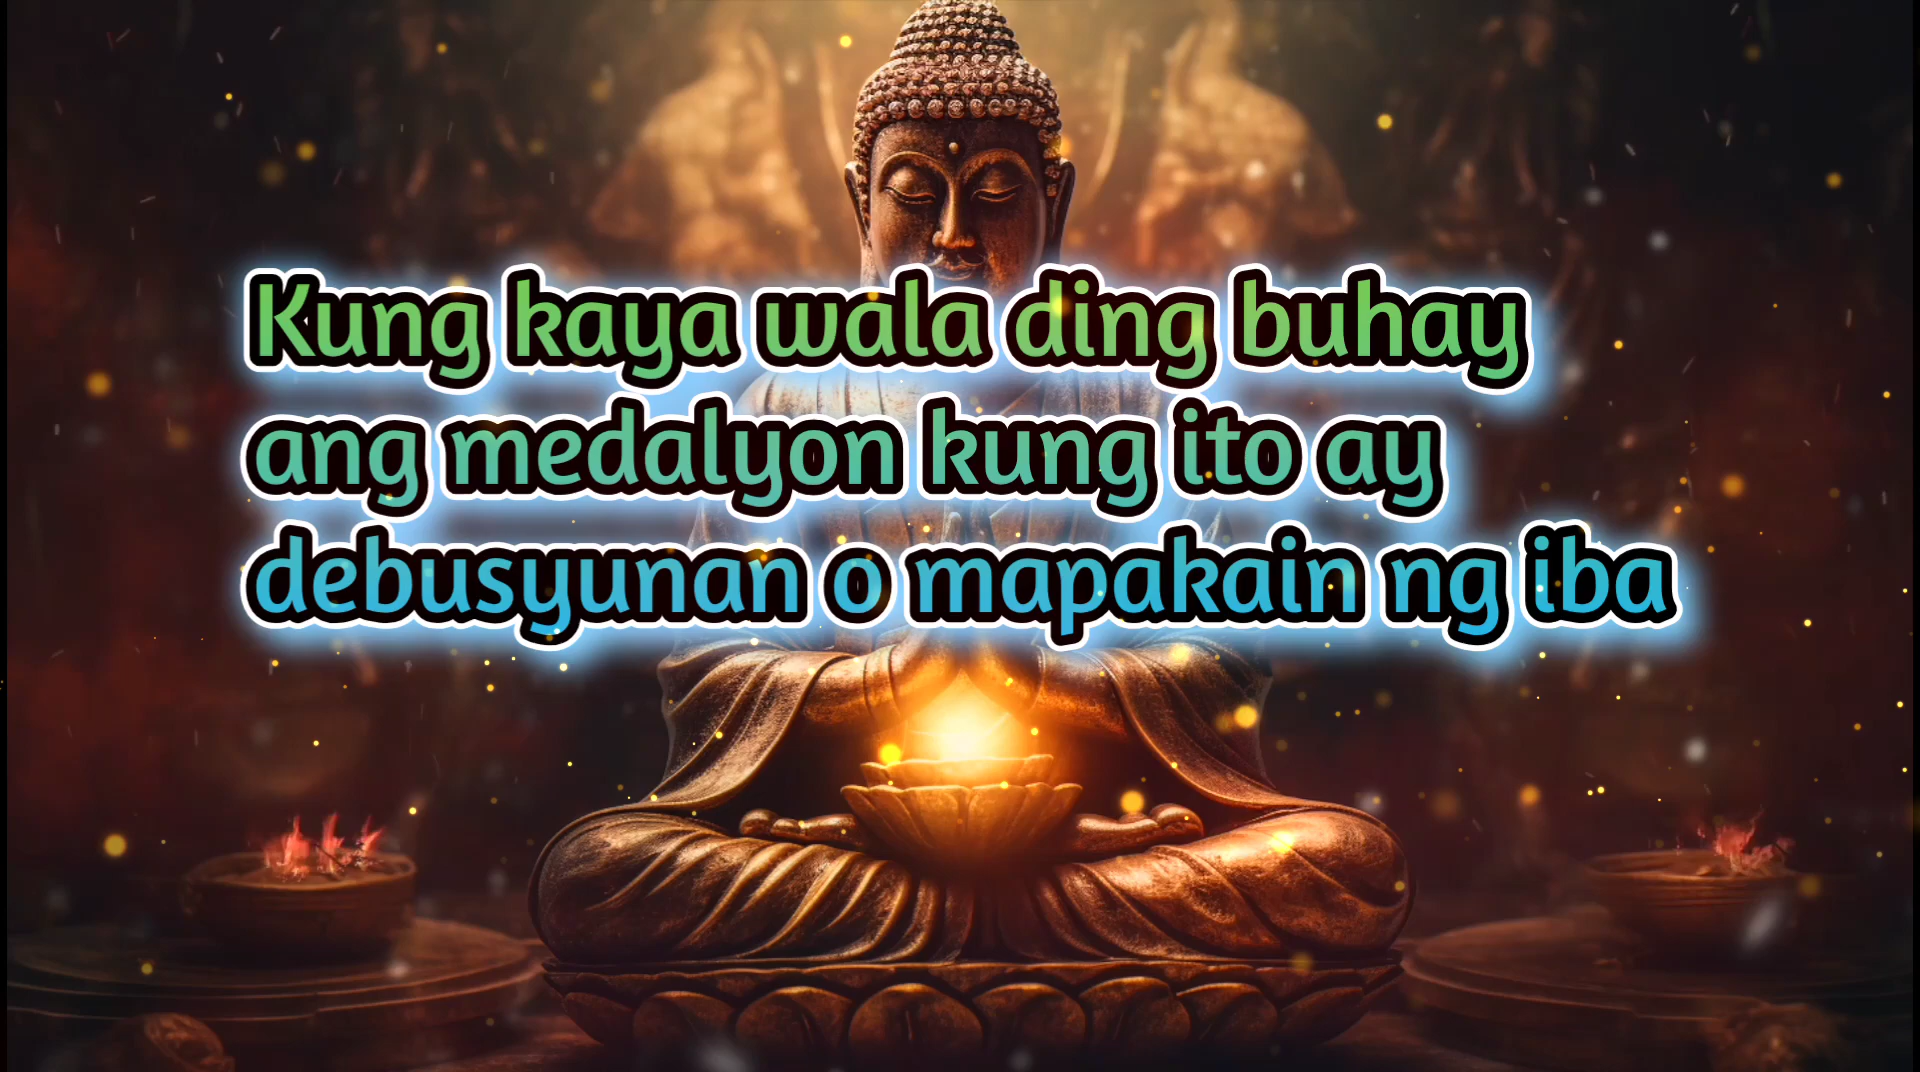 Kung kaya wala ding buhay
ang medalyon kung ito ay
debusyunan o mapakain ng iba